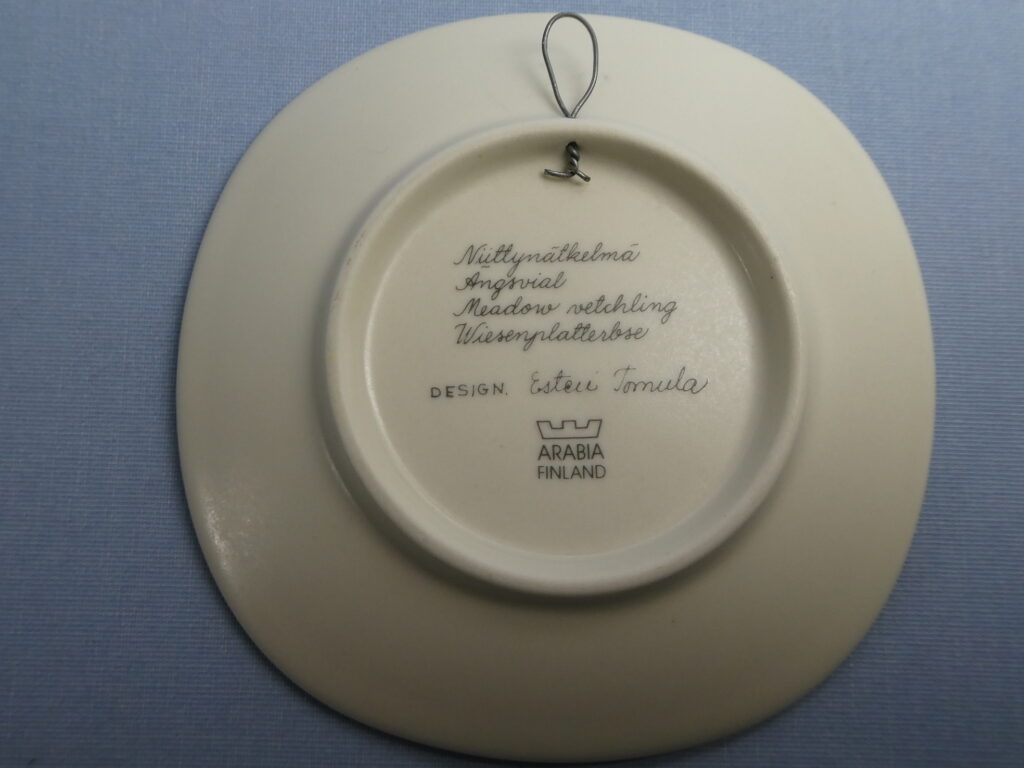 Niittynätkelmä
Ängsvial
Meadow vetchling
Wiesenplatterbse
DESIGN. Esteri Tomula
ARABIA
FINLAND